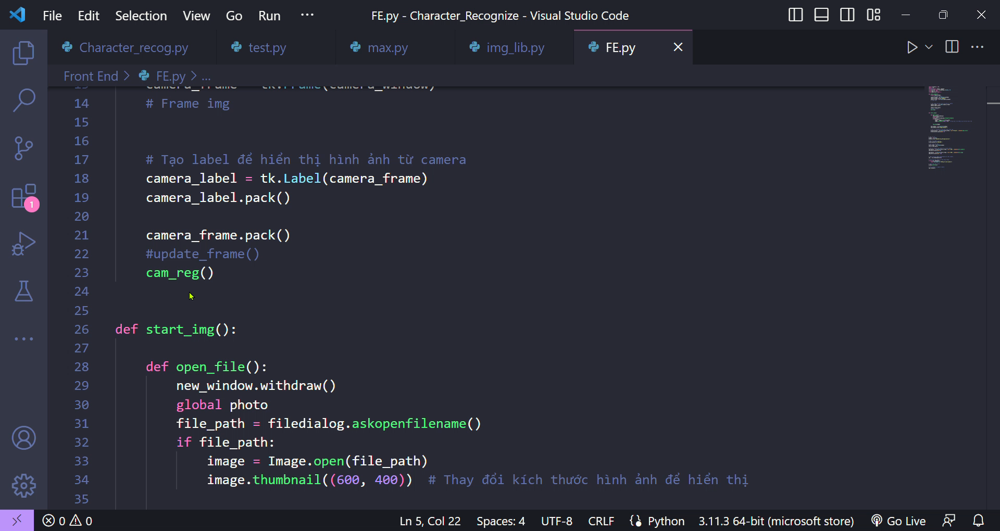 File Edit Selection View Go Run ··· FE.py - Character_Recognize - Visual Studio Code
Character_recog.py test.py max.py img_lib.py FE.py
Front End > FE.py > ...
14 # Frame img
15
16
17 # Tạo label để hiển thị hình ảnh từ camera
18 camera_label = tk.Label(camera_frame)
19 camera_label.pack()
20
21 camera_frame.pack()
22 #update_frame()
23 cam_reg()
24
25
26 def start_img():
27
28 def open_file():
29 new_window.withdraw()
30 global photo
31 file_path = filedialog.askopenfilename()
32 if file_path:
33 image = Image.open(file_path)
34 image.thumbnail((600, 400)) # Thay đổi kích thước hình ảnh để hiển thị
35
1
0 0 Ln 5, Col 22 Spaces: 4 UTF-8 CRLF Python 3.11.3 64-bit (microsoft store) Go Live